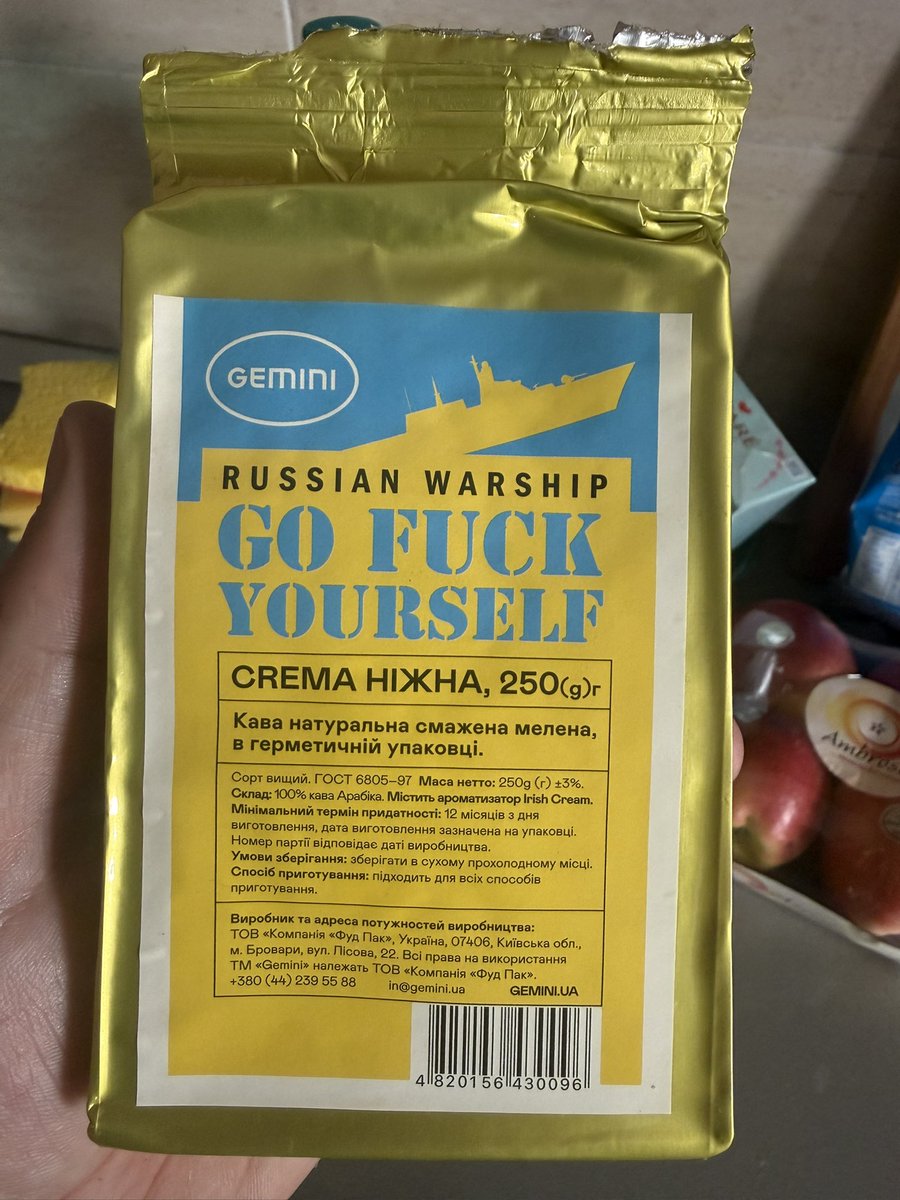 GEMINI
RUSSIAN WARSHIP
GO FUCK
YOURSELF
CREMA НІЖНА, 250(g)г
Кава натуральна смажена мелена,
в герметичній упаковці.
Сорт вищий. ГОСТ 6805–97 Маса нетто: 250g (г) ±3%.
Склад: 100% кава Арабіка. Містить ароматизатор Irish Cream.
Мінімальний термін придатності: 12 місяців з дня
виготовлення, дата виготовлення зазначена на упаковці.
Номер партії відповідає даті виробництва.
Умови зберігання: зберігати в сухому прохолодному місці.
Спосіб приготування: підходить для всіх способів
приготування.
Виробник та адреса потужностей виробництва:
ТОВ «Компанія «Фуд Пак», Україна, 07406, Київська обл.,
м. Бровари, вул. Лісова, 22. Всі права на використання
ТМ «Gemini» належать ТОВ «Компанія «Фуд Пак».
+380 (44) 239 55 88 in@gemini.ua GEMINI.UA
4 820156 430096